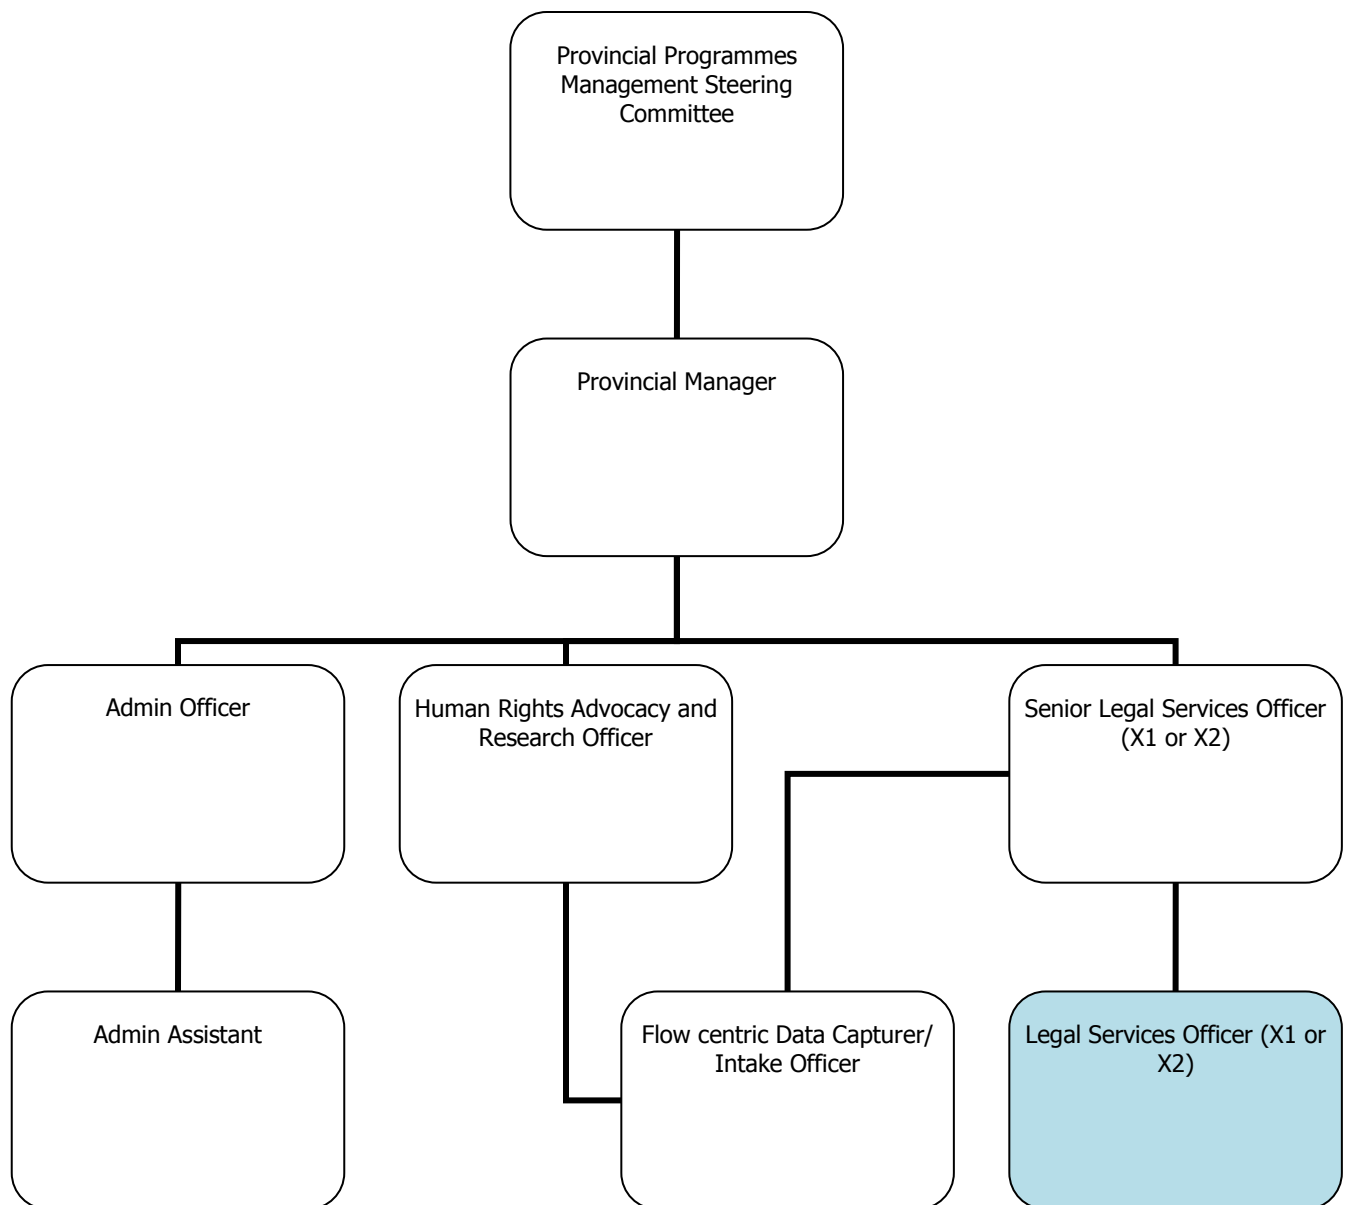 Provincial Programmes
Management Steering
Committee
Provincial Manager
Admin Officer
Human Rights Advocacy and
Research Officer
Senior Legal Services Officer
(X1 or X2)
Admin Assistant
Flow centric Data Capturer/
Intake Officer
Legal Services Officer (X1 or
X2)